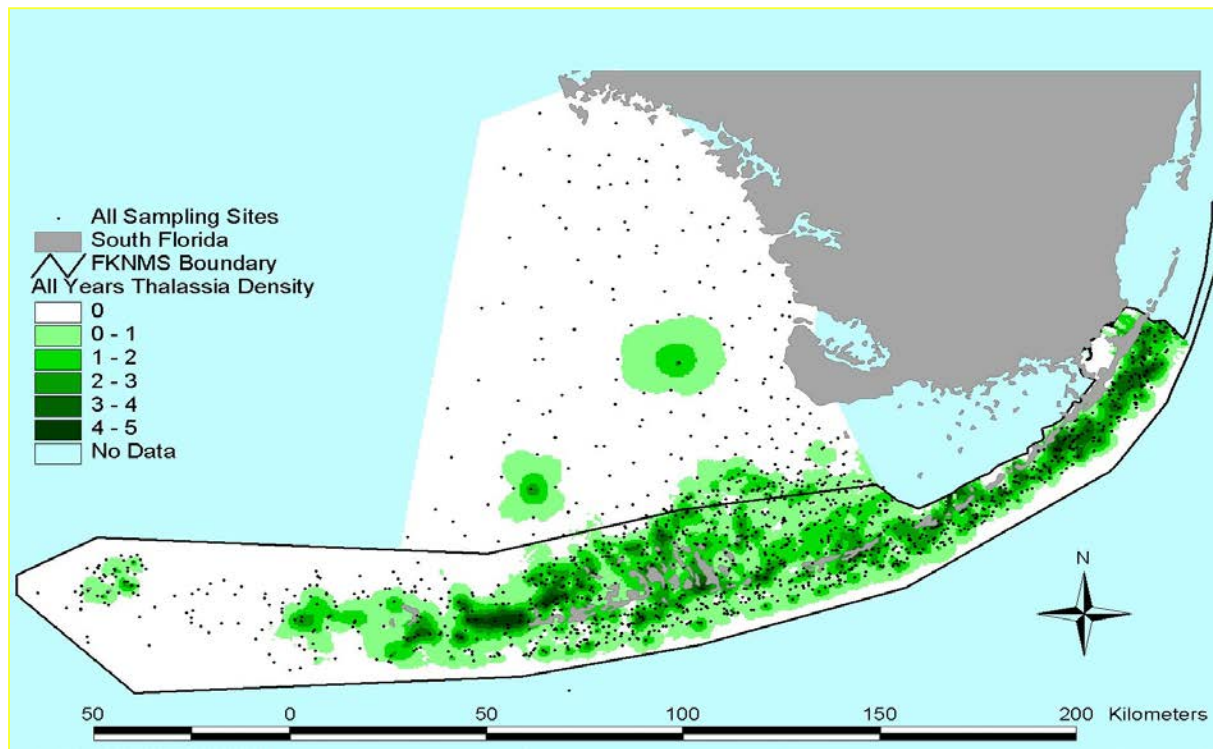 All Sampling Sites
South Florida
FKNMS Boundary
All Years Thalassia Density
0
0 - 1
1 - 2
2 - 3
3 - 4
4 - 5
No Data
N
50 0 50 100 150 200 Kilometers